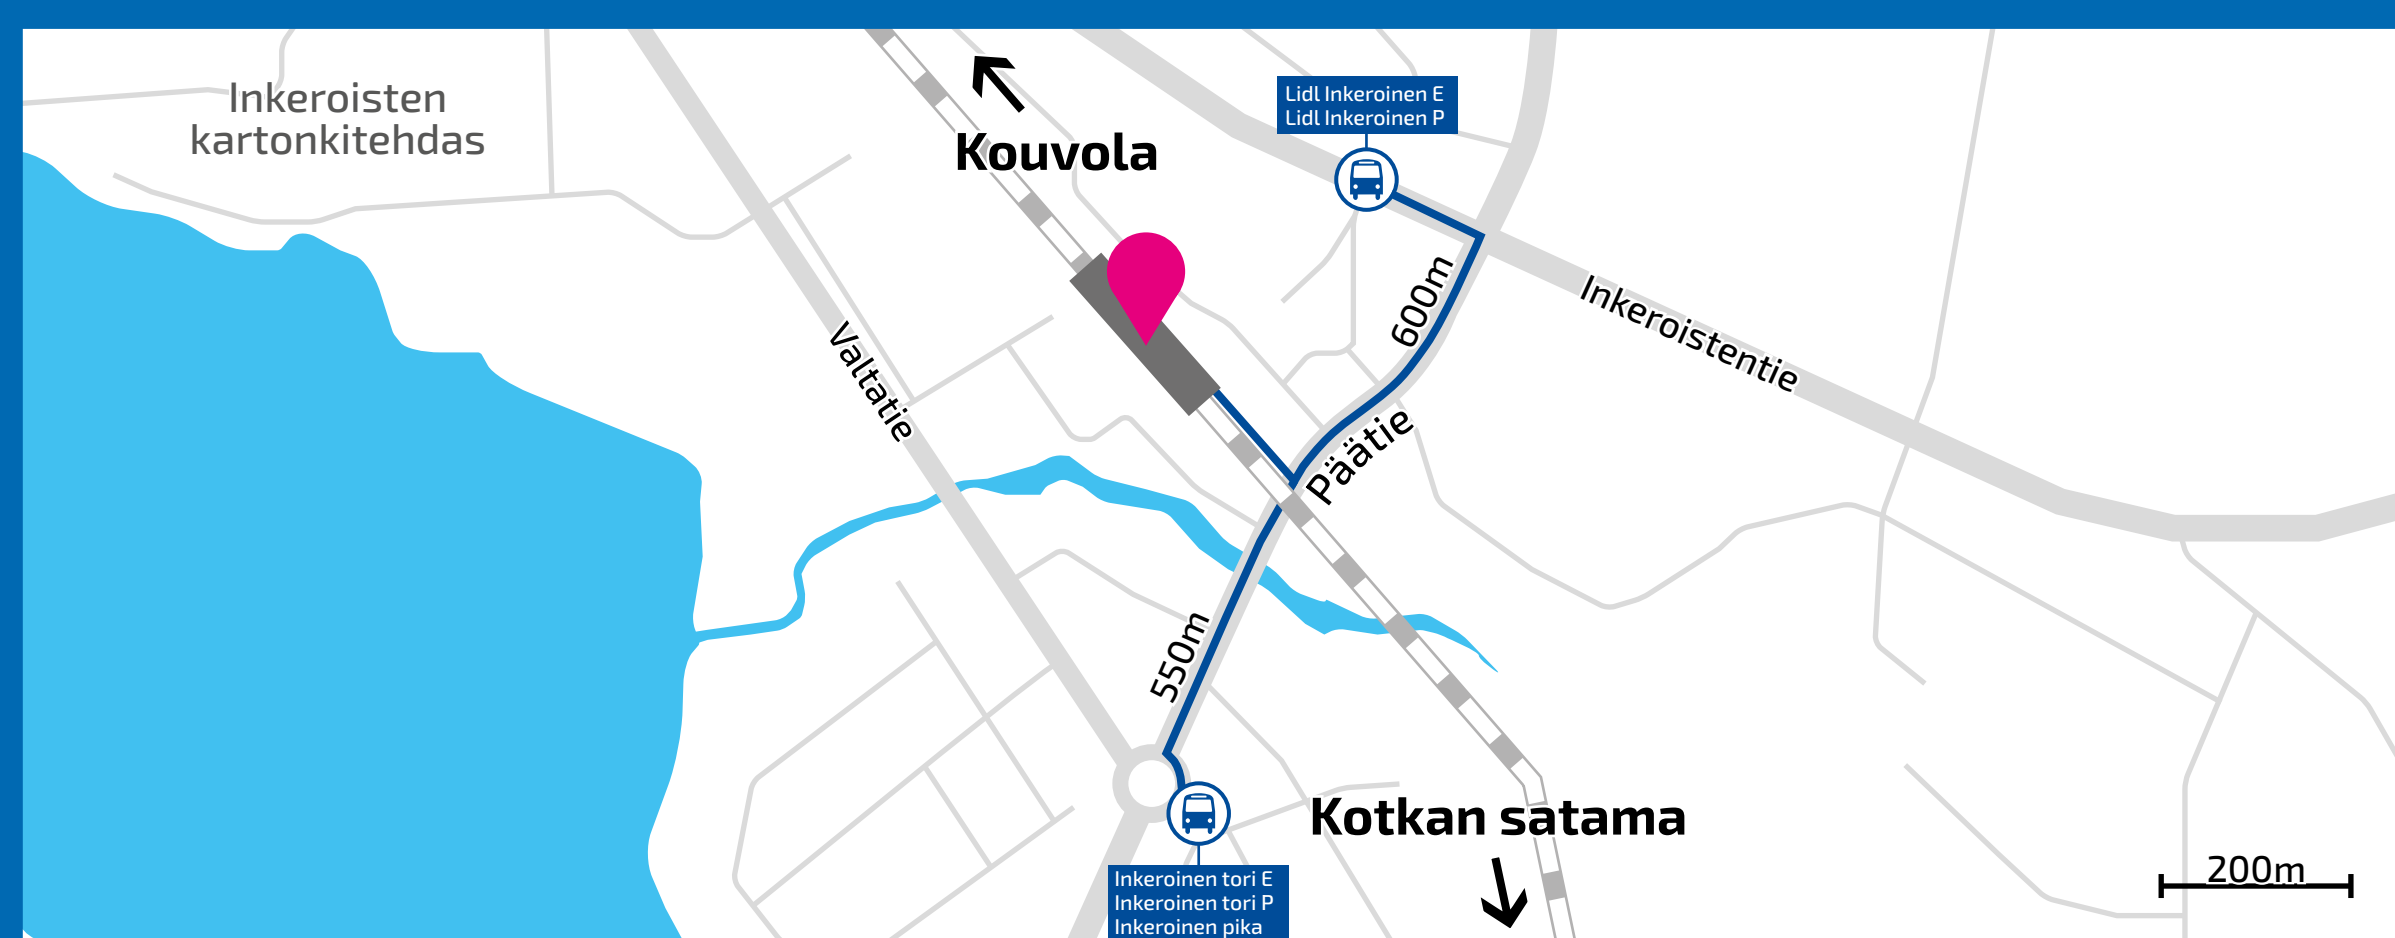 Inkeroisten
kartonkitehdas
Kouvola
Lidl Inkeroinen E
Lidl Inkeroinen P
600m
Inkeroistentie
Valtatie
Päätie
550m
Kotkan satama
Inkeroinen tori E
Inkeroinen tori P
Inkeroinen pika
200m